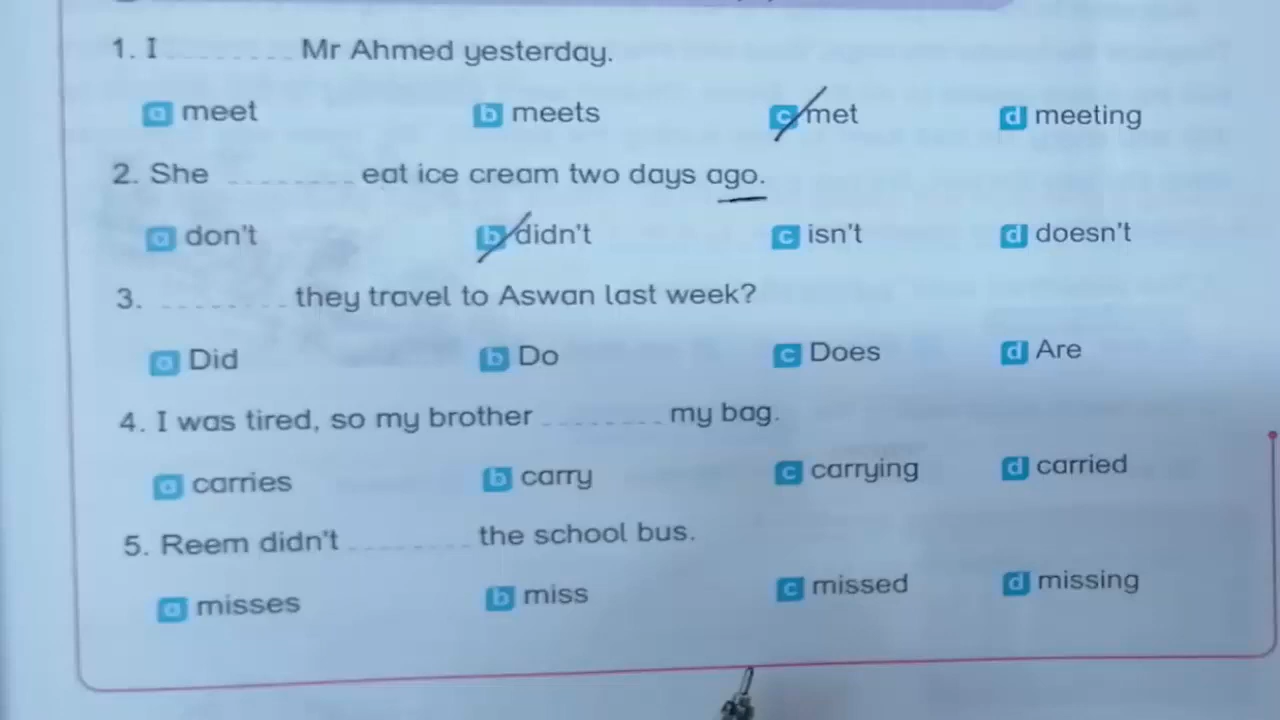 1. I ........ Mr Ahmed yesterday.
a meet b meets c met d meeting
2. She ........ eat ice cream two days ago.
a don't b didn't c isn't d doesn't
3. ........ they travel to Aswan last week?
a Did b Do c Does d Are
4. I was tired, so my brother ........ my bag.
a carries b carry c carrying d carried
5. Reem didn't ........ the school bus.
a misses b miss c missed d missing